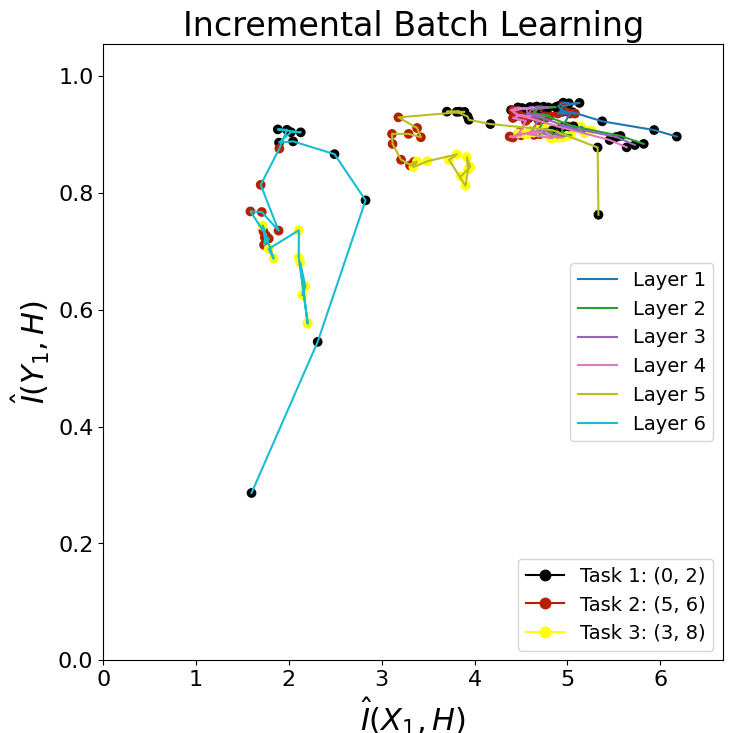 Incremental Batch Learning
1.0
0.8
0.6
0.4
0.2
0.0
Î(Y₁, H)
Layer 1
Layer 2
Layer 3
Layer 4
Layer 5
Layer 6
Task 1: (0, 2)
Task 2: (5, 6)
Task 3: (3, 8)
0 1 2 3 4 5 6
Î(X₁, H)